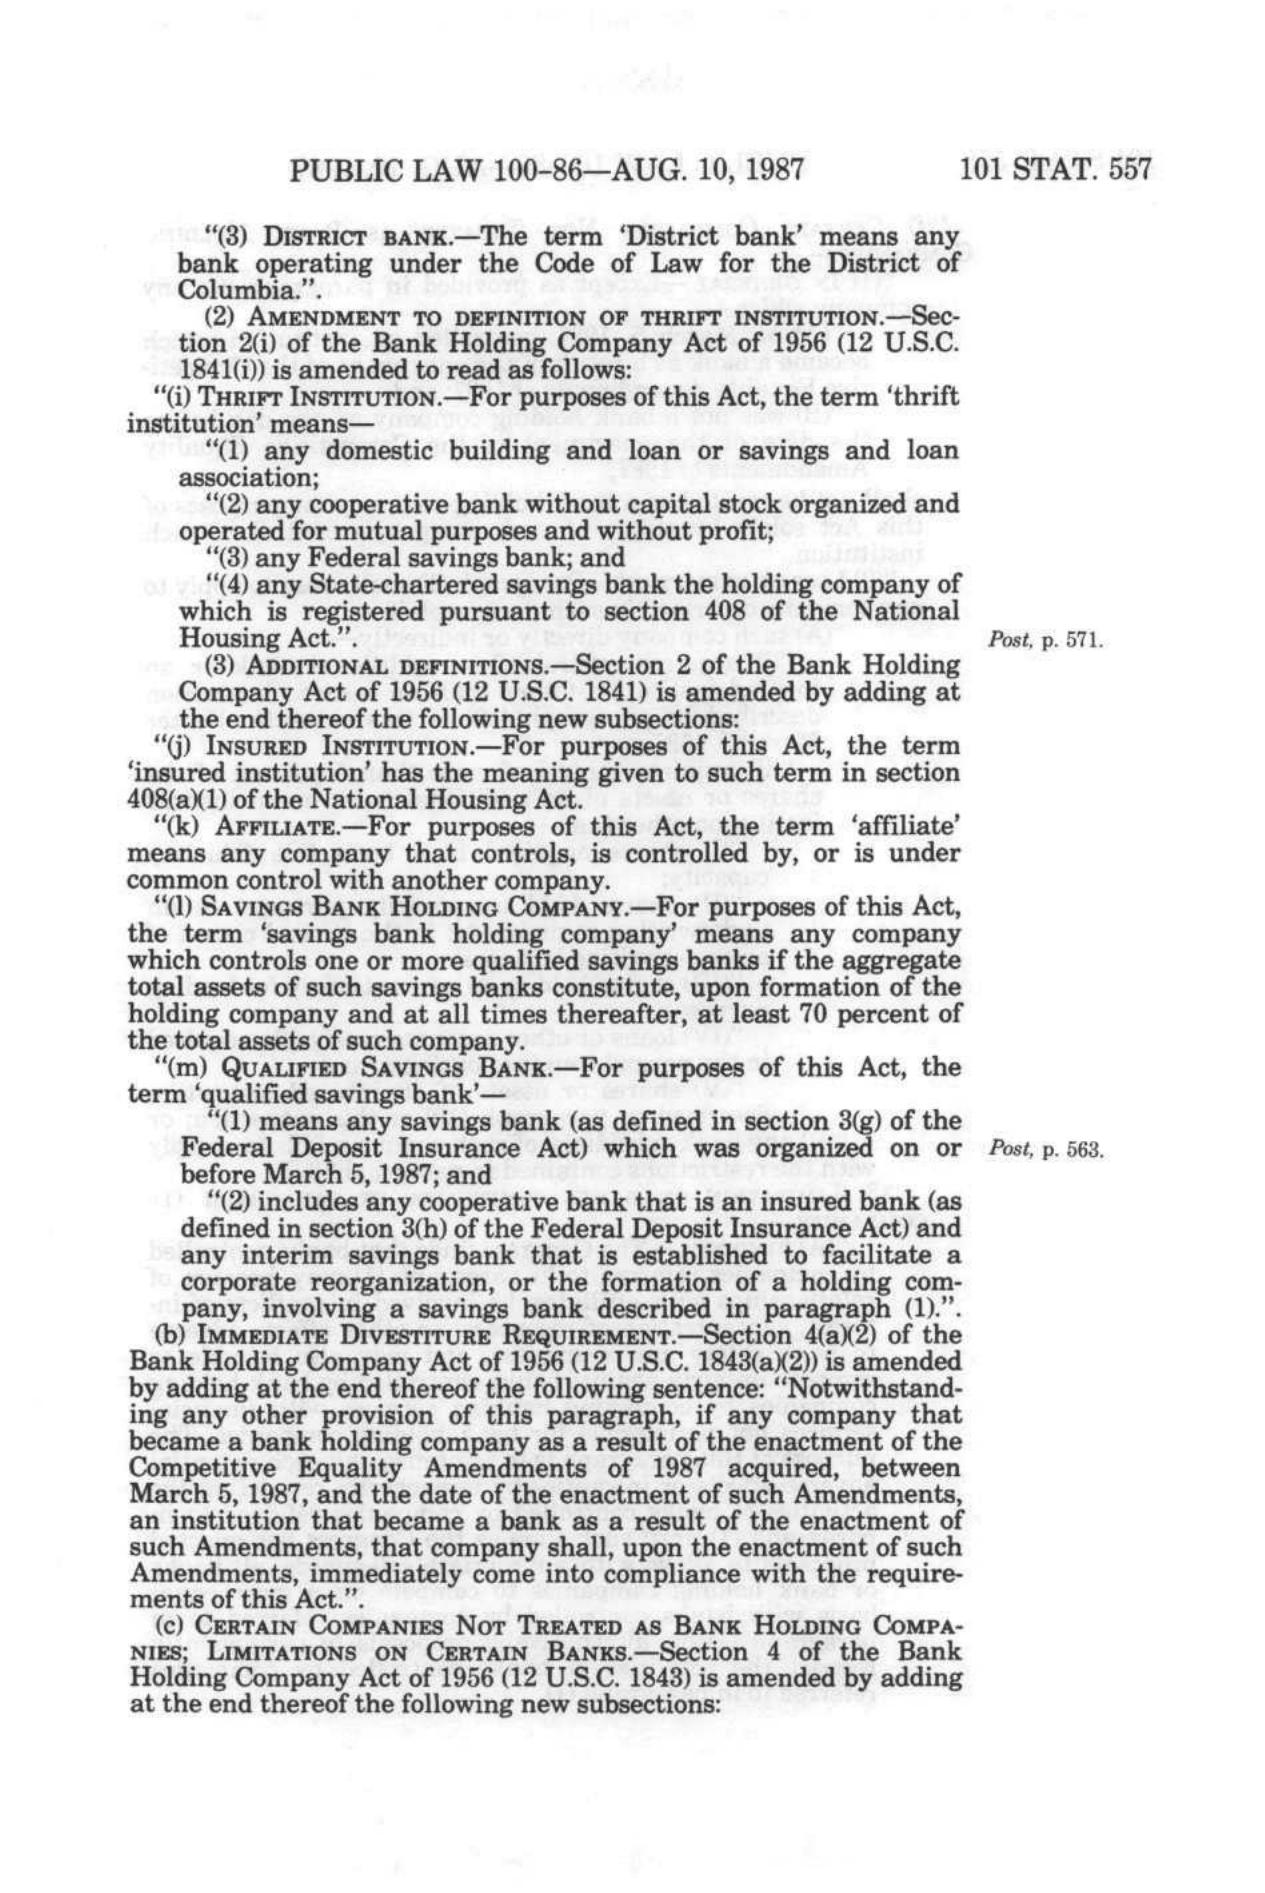 PUBLIC LAW 100-86—AUG. 10, 1987 101 STAT. 557
“(3) DISTRICT BANK.—The term ‘District bank’ means any
bank operating under the Code of Law for the District of
Columbia.”.
(2) AMENDMENT TO DEFINITION OF THRIFT INSTITUTION.—Sec-
tion 2(i) of the Bank Holding Company Act of 1956 (12 U.S.C.
1841(i)) is amended to read as follows:
“(i) THRIFT INSTITUTION.—For purposes of this Act, the term ‘thrift
institution’ means—
“(1) any domestic building and loan or savings and loan
association;
“(2) any cooperative bank without capital stock organized and
operated for mutual purposes and without profit;
“(3) any Federal savings bank; and
“(4) any State-chartered savings bank the holding company of
which is registered pursuant to section 408 of the National
Housing Act.”.
Post, p. 571.
(3) ADDITIONAL DEFINITIONS.—Section 2 of the Bank Holding
Company Act of 1956 (12 U.S.C. 1841) is amended by adding at
the end thereof the following new subsections:
“(j) INSURED INSTITUTION.—For purposes of this Act, the term
‘insured institution’ has the meaning given to such term in section
408(a)(1) of the National Housing Act.
“(k) AFFILIATE.—For purposes of this Act, the term ‘affiliate’
means any company that controls, is controlled by, or is under
common control with another company.
“(l) SAVINGS BANK HOLDING COMPANY.—For purposes of this Act,
the term ‘savings bank holding company’ means any company
which controls one or more qualified savings banks if the aggregate
total assets of such savings banks constitute, upon formation of the
holding company and at all times thereafter, at least 70 percent of
the total assets of such company.
“(m) QUALIFIED SAVINGS BANK.—For purposes of this Act, the
term ‘qualified savings bank’—
“(1) means any savings bank (as defined in section 3(g) of the
Federal Deposit Insurance Act) which was organized on or
Post, p. 563.
before March 5, 1987; and
“(2) includes any cooperative bank that is an insured bank (as
defined in section 3(h) of the Federal Deposit Insurance Act) and
any interim savings bank that is established to facilitate a
corporate reorganization, or the formation of a holding com-
pany, involving a savings bank described in paragraph (1).”.
(b) IMMEDIATE DIVESTITURE REQUIREMENT.—Section 4(a)(2) of the
Bank Holding Company Act of 1956 (12 U.S.C. 1843(a)(2)) is amended
by adding at the end thereof the following sentence: “Notwithstand-
ing any other provision of this paragraph, if any company that
became a bank holding company as a result of the enactment of the
Competitive Equality Amendments of 1987 acquired, between
March 5, 1987, and the date of the enactment of such Amendments,
an institution that became a bank as a result of the enactment of
such Amendments, that company shall, upon the enactment of such
Amendments, immediately come into compliance with the require-
ments of this Act.”.
(c) CERTAIN COMPANIES NOT TREATED AS BANK HOLDING COMPA-
NIES; LIMITATIONS ON CERTAIN BANKS.—Section 4 of the Bank
Holding Company Act of 1956 (12 U.S.C. 1843) is amended by adding
at the end thereof the following new subsections: